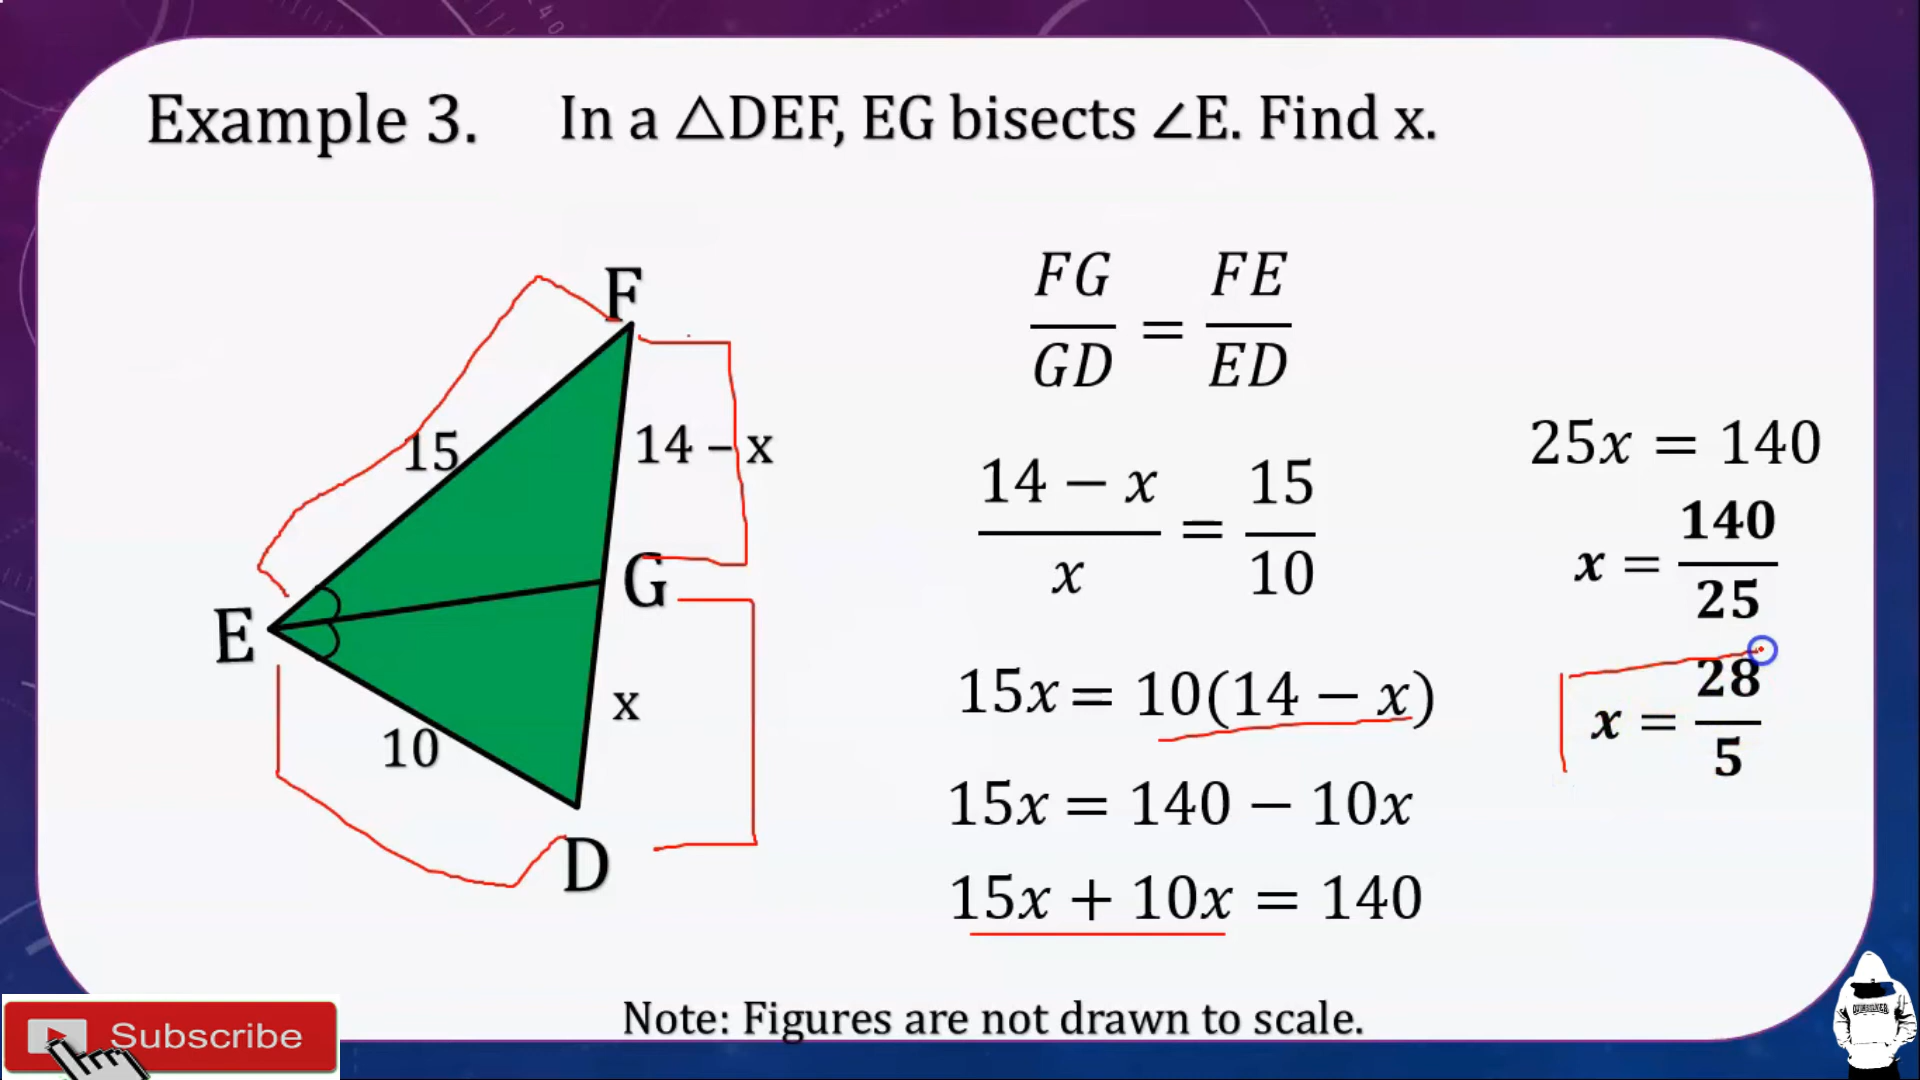 Example 3. In a △DEF, EG bisects ∠E. Find x.
F
15
14 – x
E
G
10
x
D
FG/GD = FE/ED
14 − x/x = 15/10
15x = 10(14 − x)
15x = 140 − 10x
15x + 10x = 140
25x = 140
x = 140/25
x = 28/5
Note: Figures are not drawn to scale.
Subscribe